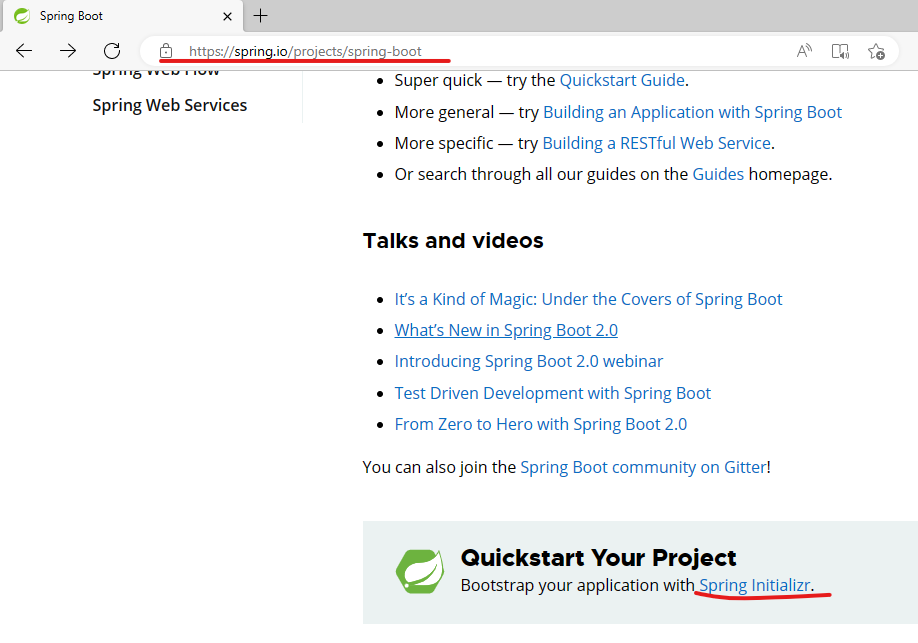 Spring Boot
https://spring.io/projects/spring-boot
Spring Web Flow
Spring Web Services
Super quick — try the Quickstart Guide.
More general — try Building an Application with Spring Boot
More specific — try Building a RESTful Web Service.
Or search through all our guides on the Guides homepage.
Talks and videos
It’s a Kind of Magic: Under the Covers of Spring Boot
What’s New in Spring Boot 2.0
Introducing Spring Boot 2.0 webinar
Test Driven Development with Spring Boot
From Zero to Hero with Spring Boot 2.0
You can also join the Spring Boot community on Gitter!
Quickstart Your Project
Bootstrap your application with Spring Initializr.